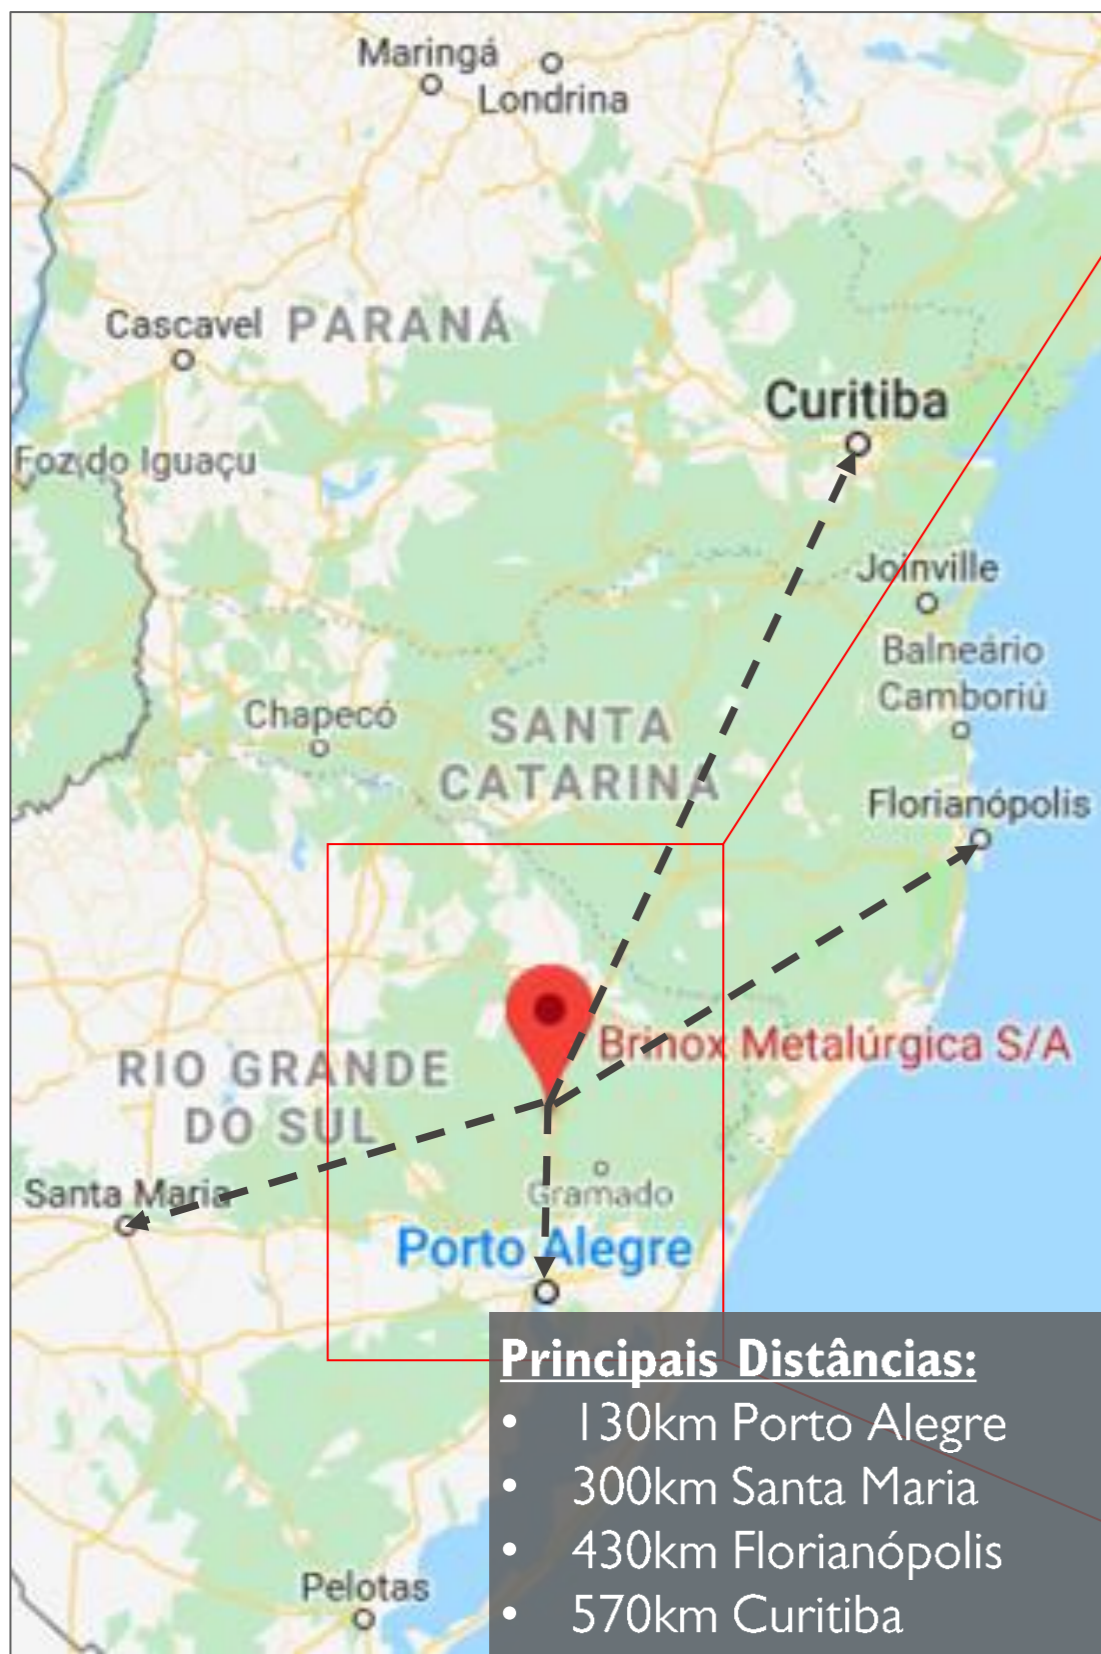 Maringá
Londrina
Cascavel
PARANÁ
Curitiba
Foz do Iguaçu
Joinville
Balneário
Camboriú
Chapecó
SANTA
CATARINA
Florianópolis
Brinox Metalúrgica S/A
RIO GRANDE
DO SUL
Santa Maria
Gramado
Porto Alegre
Principais Distâncias:
• 130km Porto Alegre
• 300km Santa Maria
• 430km Florianópolis
• 570km Curitiba
Pelotas